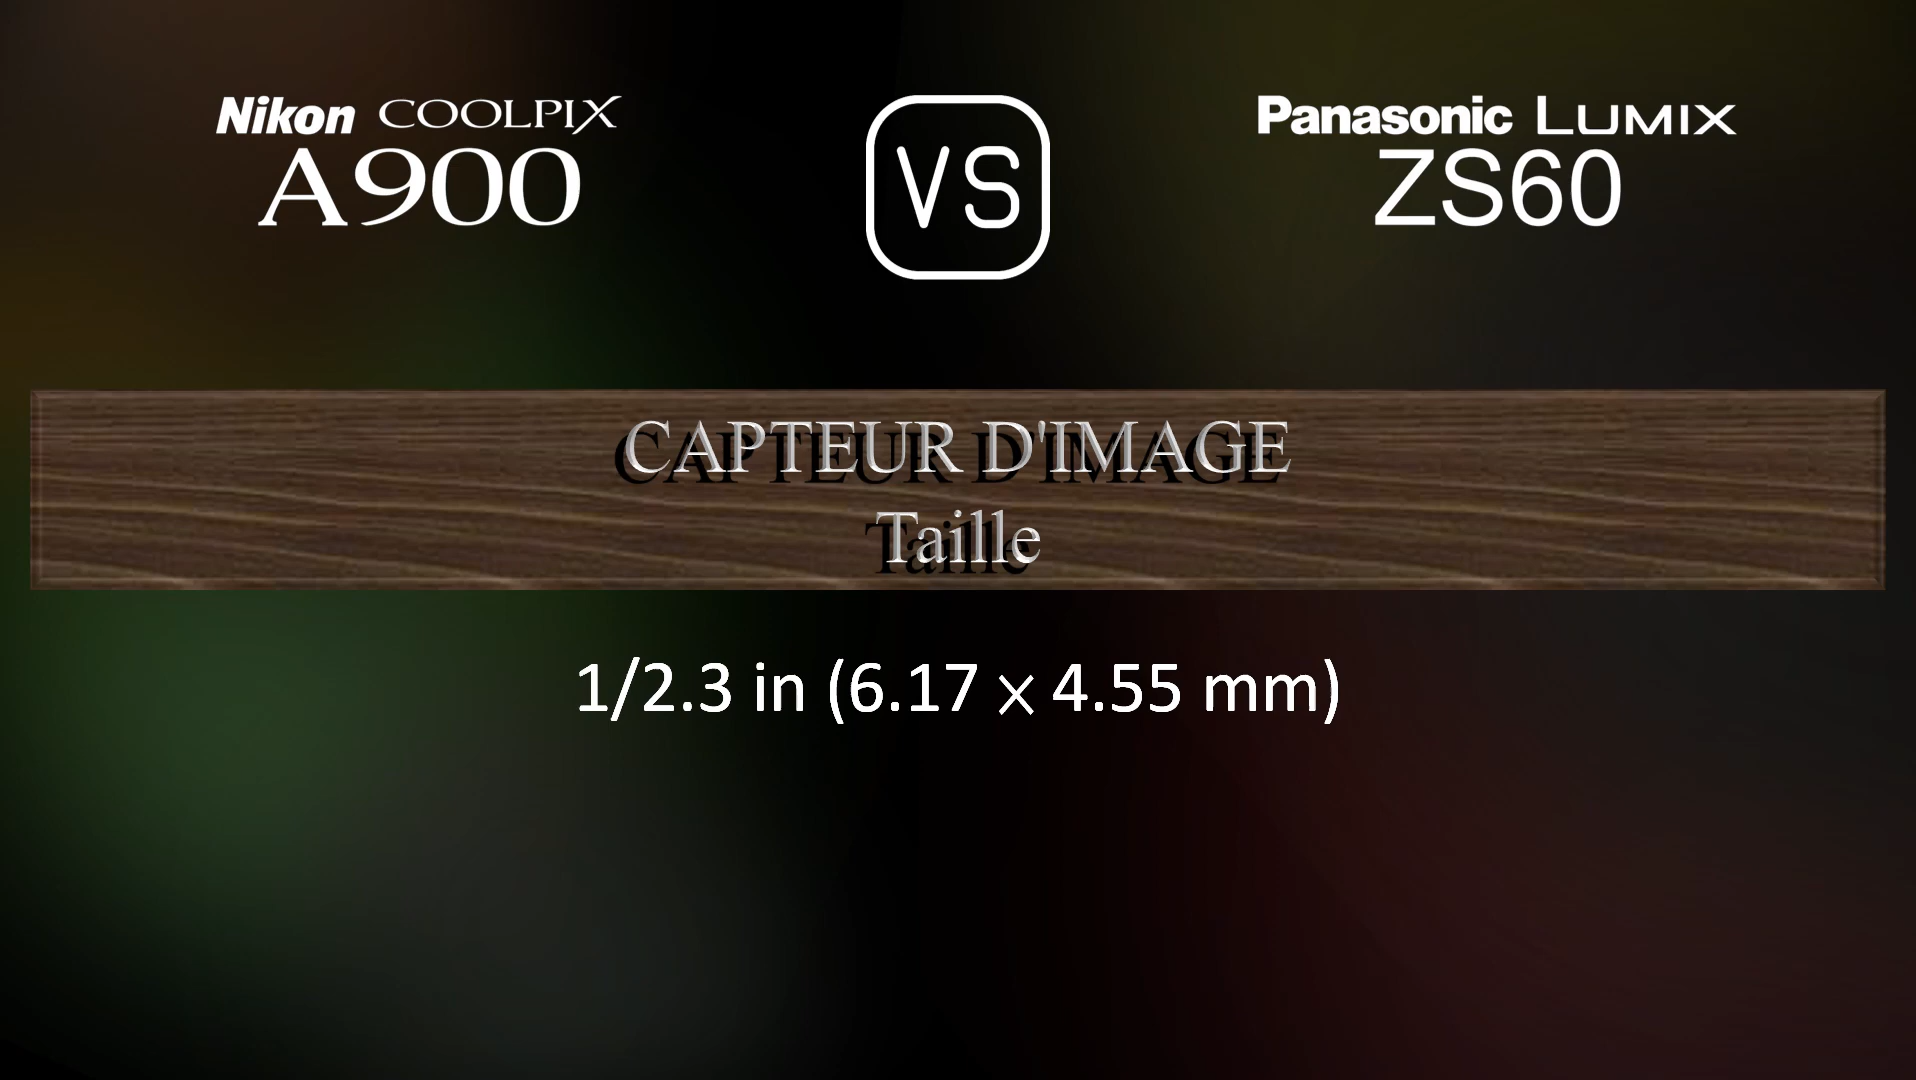 Nikon COOLPIX
A900
VS
Panasonic LUMIX
ZS60
CAPTEUR D'IMAGE
Taille
1/2.3 in (6.17 x 4.55 mm)